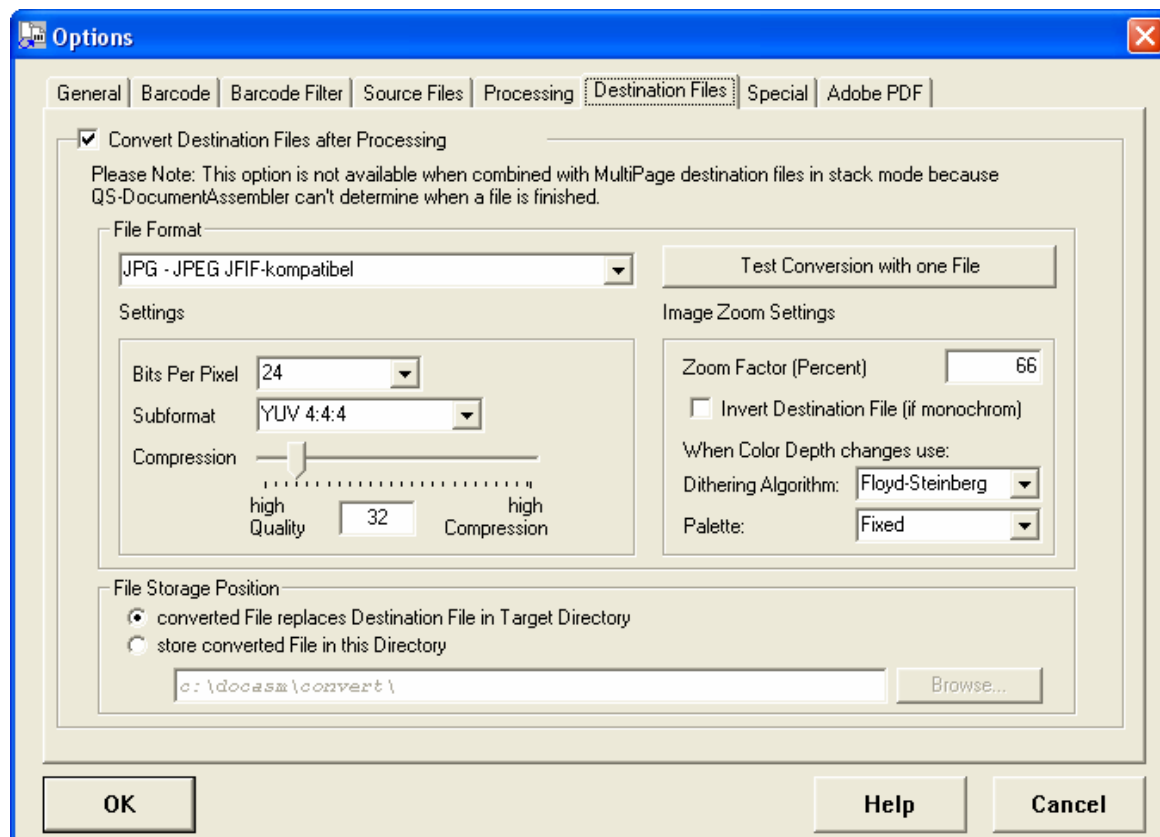 Options
General Barcode Barcode Filter Source Files Processing Destination Files Special Adobe PDF
Convert Destination Files after Processing
Please Note: This option is not available when combined with MultiPage destination files in stack mode because
QS-DocumentAssembler can't determine when a file is finished.
File Format
JPG - JPEG JFIF-kompatibel
Test Conversion with one File
Settings
Bits Per Pixel 24
Subformat YUV 4:4:4
Compression
high Quality
32
high Compression
Image Zoom Settings
Zoom Factor (Percent) 66
Invert Destination File (if monochrom)
When Color Depth changes use:
Dithering Algorithm: Floyd-Steinberg
Palette: Fixed
File Storage Position
converted File replaces Destination File in Target Directory
store converted File in this Directory
c:\docasm\convert\ Browse...
OK Help Cancel